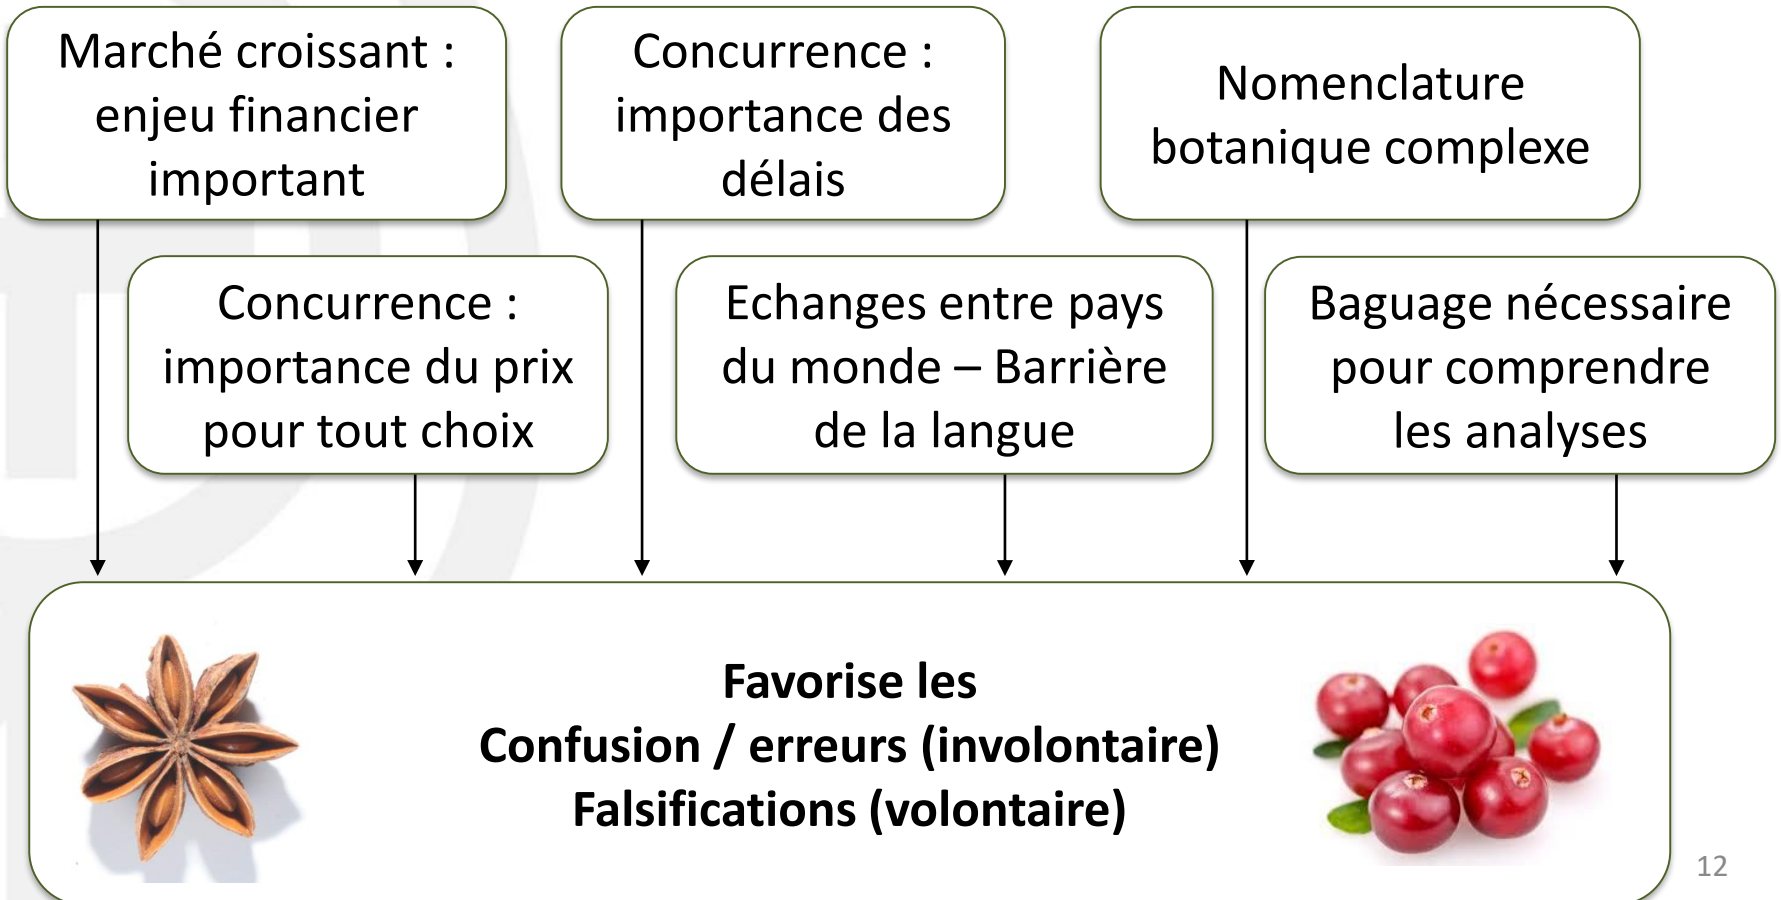 Marché croissant :
enjeu financier
important
Concurrence :
importance des
délais
Nomenclature
botanique complexe
Concurrence :
importance du prix
pour tout choix
Echanges entre pays
du monde – Barrière
de la langue
Baguage nécessaire
pour comprendre
les analyses
Favorise les
Confusion / erreurs (involontaire)
Falsifications (volontaire)
12